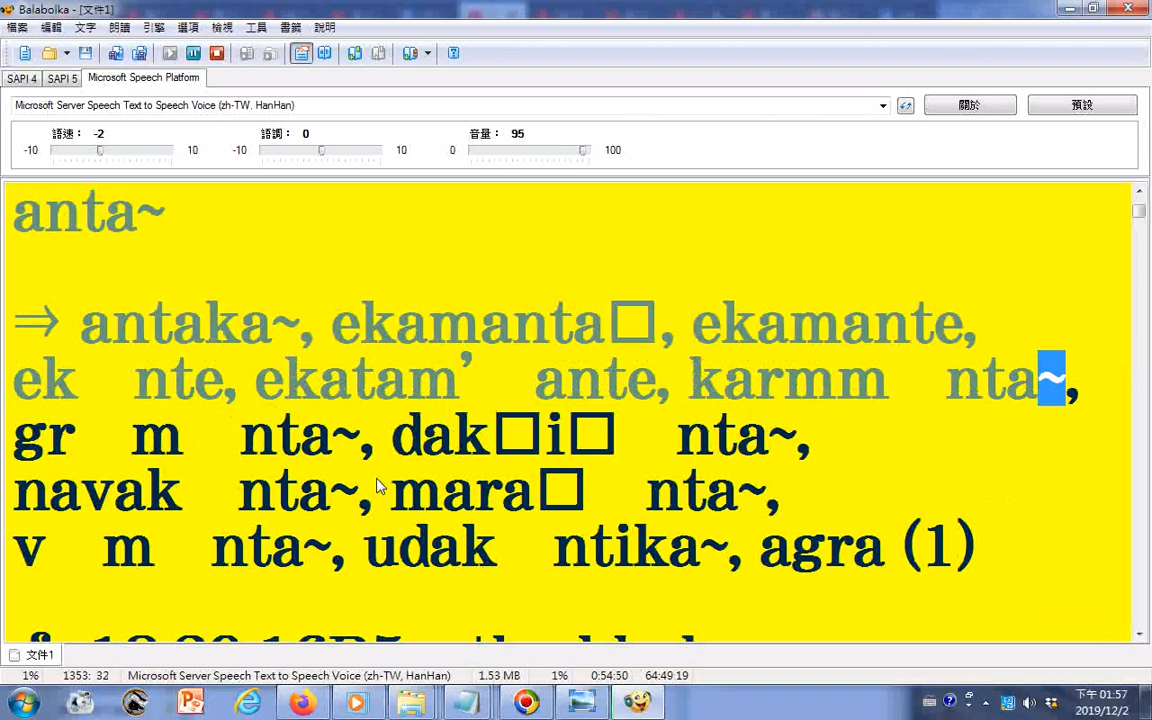 Balabolka - [文件1]
檔案 編輯 文字 朗讀 引擎 選項 檢視 工具 書籤 說明
SAPI 4 SAPI 5 Microsoft Speech Platform
Microsoft Server Speech Text to Speech Voice (zh-TW, HanHan) 關於 預設
語速： -2 語調： 0 音量： 95
-10 10 -10 10 0 100
anta~
⇒ antaka~, ekamanta□, ekamante,
ek nte, ekatam’ ante, karmm nta~,
gr m nta~, dak□i□ nta~,
navak nta~, mara□ nta~,
v m nta~, udak ntika~, agra (1)
文件1
1% 1353: 32 Microsoft Server Speech Text to Speech Voice (zh-TW, HanHan) 1.53 MB 1% 0:54:50 64:49:19
下午 01:57
2019/12/2